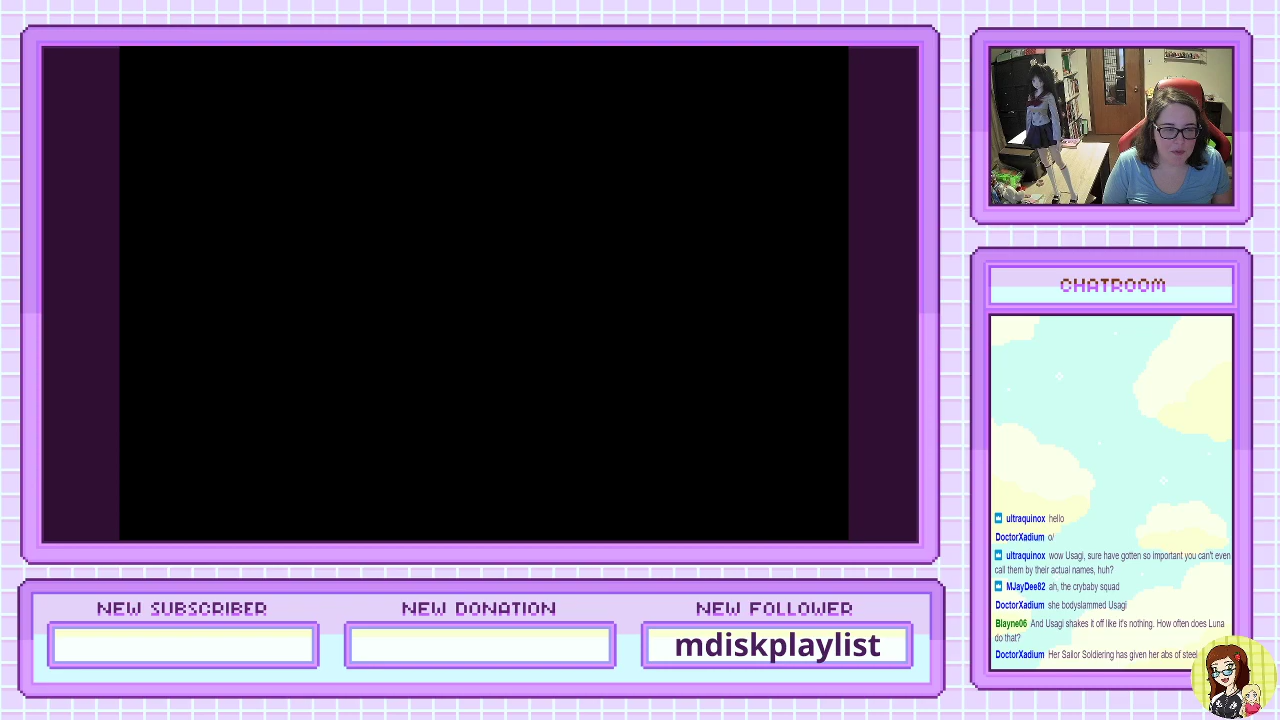 CHATROOM
ultraquinox hello
DoctorXadium o/
ultraquinox wow Usagi, sure have gotten so important you can't even
call them by their actual names, huh?
MJayDee82 ah, the crybaby squad
DoctorXadium she bodyslammed Usagi
Blayne06 And Usagi shakes it off like it's nothing. How often does Luna
do that?
DoctorXadium Her Sailor Soldiering has given her abs of steel
NEW SUBSCRIBER
NEW DONATION
NEW FOLLOWER
mdiskplaylist